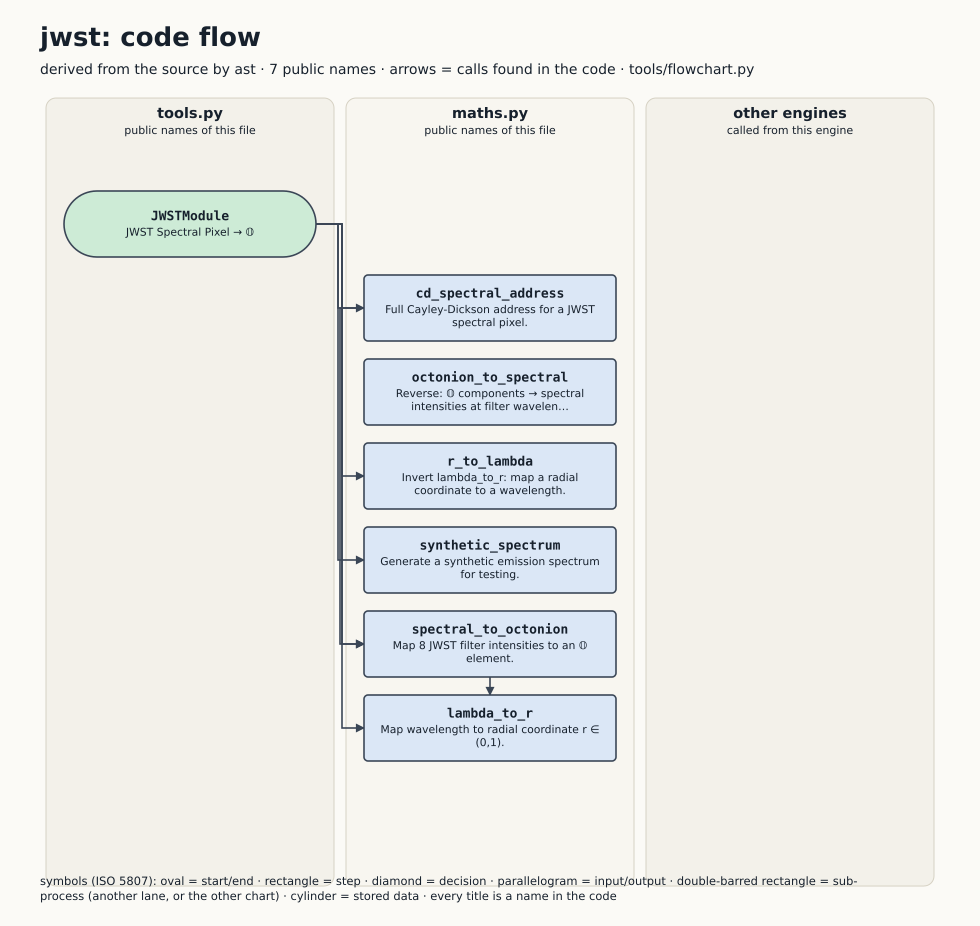 jwst: code flow
derived from the source by ast · 7 public names · arrows = calls found in the code · tools/flowchart.py
tools.py
public names of this file
maths.py
public names of this file
other engines
called from this engine
JWSTModule
JWST Spectral Pixel → 𝕆
cd_spectral_address
Full Cayley-Dickson address for a JWST
spectral pixel.
octonion_to_spectral
Reverse: 𝕆 components → spectral
intensities at filter wavelen…
r_to_lambda
Invert lambda_to_r: map a radial
coordinate to a wavelength.
synthetic_spectrum
Generate a synthetic emission spectrum
for testing.
spectral_to_octonion
Map 8 JWST filter intensities to an 𝕆
element.
lambda_to_r
Map wavelength to radial coordinate r ∈
(0,1).
symbols (ISO 5807): oval = start/end · rectangle = step · diamond = decision · parallelogram = input/output · double-barred rectangle = sub-
process (another lane, or the other chart) · cylinder = stored data · every title is a name in the code